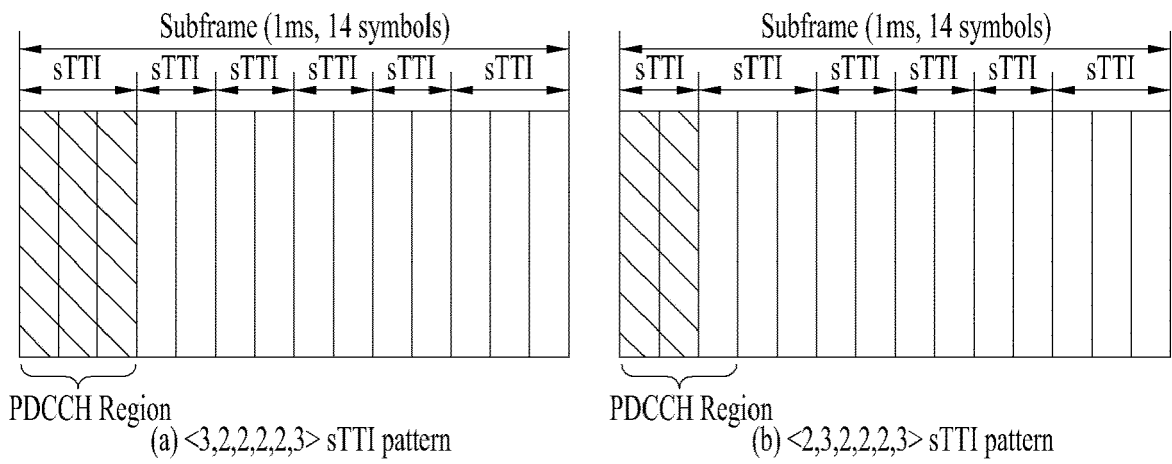 Subframe (1ms, 14 symbols)
sTTI sTTI sTTI sTTI sTTI sTTI
PDCCH Region
(a) <3,2,2,2,2,3> sTTI pattern
Subframe (1ms, 14 symbols)
sTTI sTTI sTTI sTTI sTTI sTTI
PDCCH Region
(b) <2,3,2,2,2,3> sTTI pattern